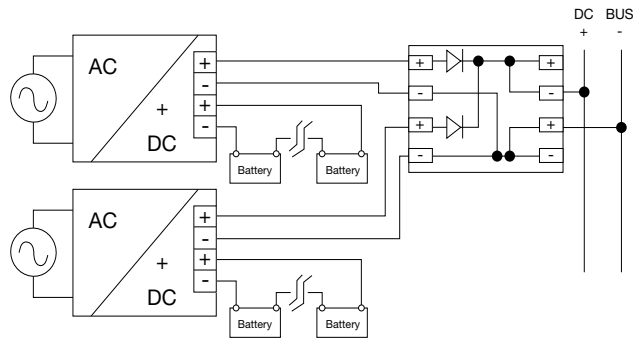 DC BUS
+ -
AC
+
DC
+
-
+
-
Battery
Battery
+
-
+
-
+
-
+
-
AC
+
DC
+
-
+
-
Battery
Battery